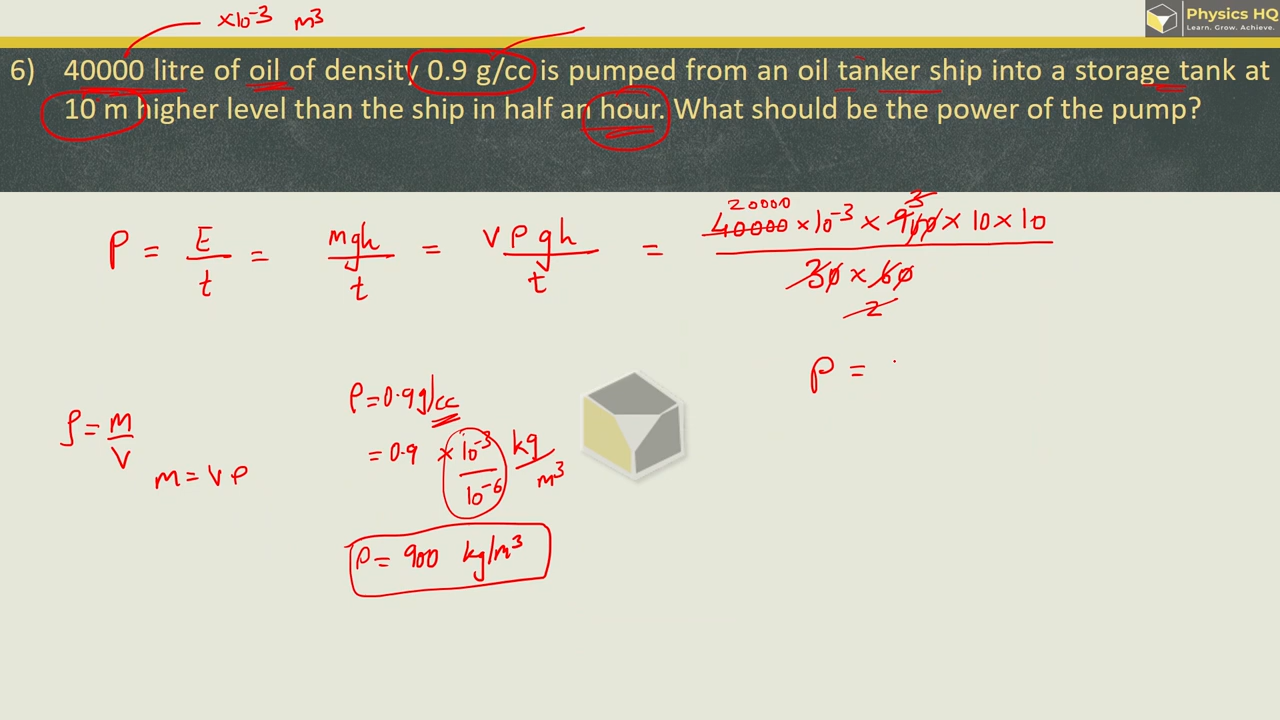 ×10⁻³ m³
Physics HQ
Learn. Grow. Achieve.
6) 40000 litre of oil of density 0.9 g/cc is pumped from an oil tanker ship into a storage tank at
10 m higher level than the ship in half an hour. What should be the power of the pump?
P = E/t = mgh/t = Vρgh/t = 40000 × 10⁻³ × 900 × 10 × 10 / 30 × 60
20000
3
2
P =
ρ = 0.9 g/cc
= 0.9 × 10⁻³/10⁻⁶ kg/m³
ρ = 900 kg/m³
ρ = m/V
m = Vρ